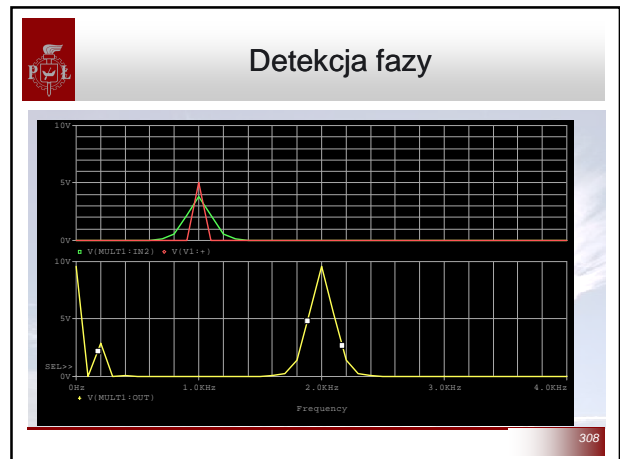 P Ł
Detekcja fazy
10V
5V
0V
V(MULT1:IN2) V(V1:+)
10V
5V
SEL>>
0V
0Hz 1.0KHz 2.0KHz 3.0KHz 4.0KHz
V(MULT1:OUT)
Frequency
308